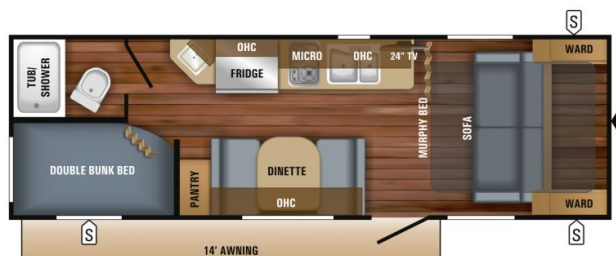 S
TUB/
SHOWER
OHC
FRIDGE
MICRO
OHC
24" TV
WARD
MURPHY BED
SOFA
DOUBLE BUNK BED
PANTRY
DINETTE
OHC
WARD
S
S
14' AWNING